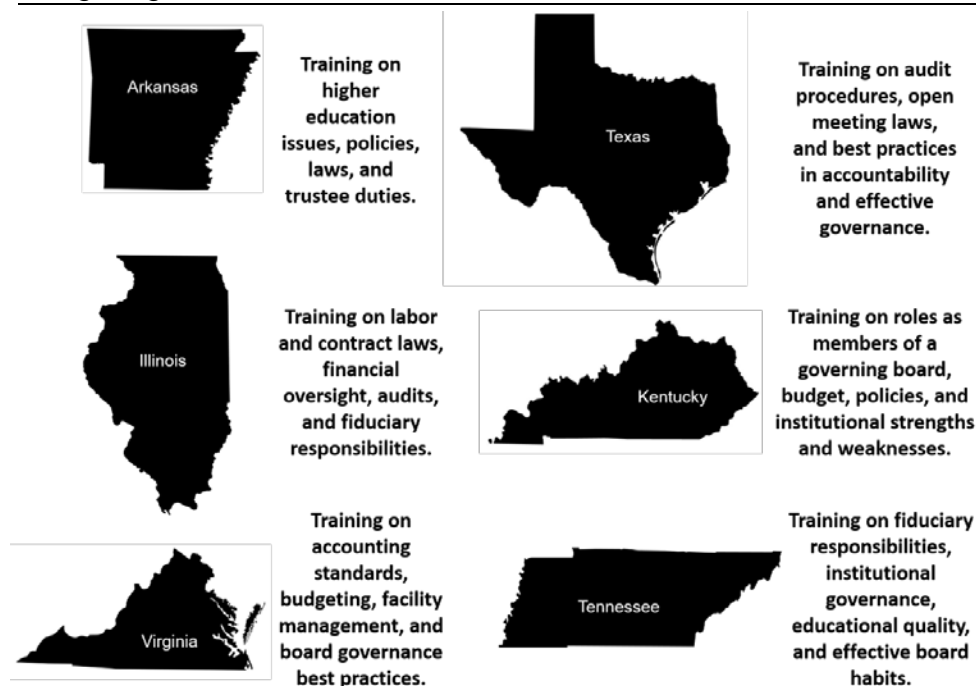 Arkansas
Training on
higher
education
issues, policies,
laws, and
trustee duties.
Texas
Training on audit
procedures, open
meeting laws,
and best practices
in accountability
and effective
governance.
Illinois
Training on labor
and contract laws,
financial
oversight, audits,
and fiduciary
responsibilities.
Kentucky
Training on roles as
members of a
governing board,
budget, policies, and
institutional strengths
and weaknesses.
Virginia
Training on
accounting
standards,
budgeting, facility
management, and
board governance
best practices.
Tennessee
Training on fiduciary
responsibilities,
institutional
governance,
educational quality,
and effective board
habits.